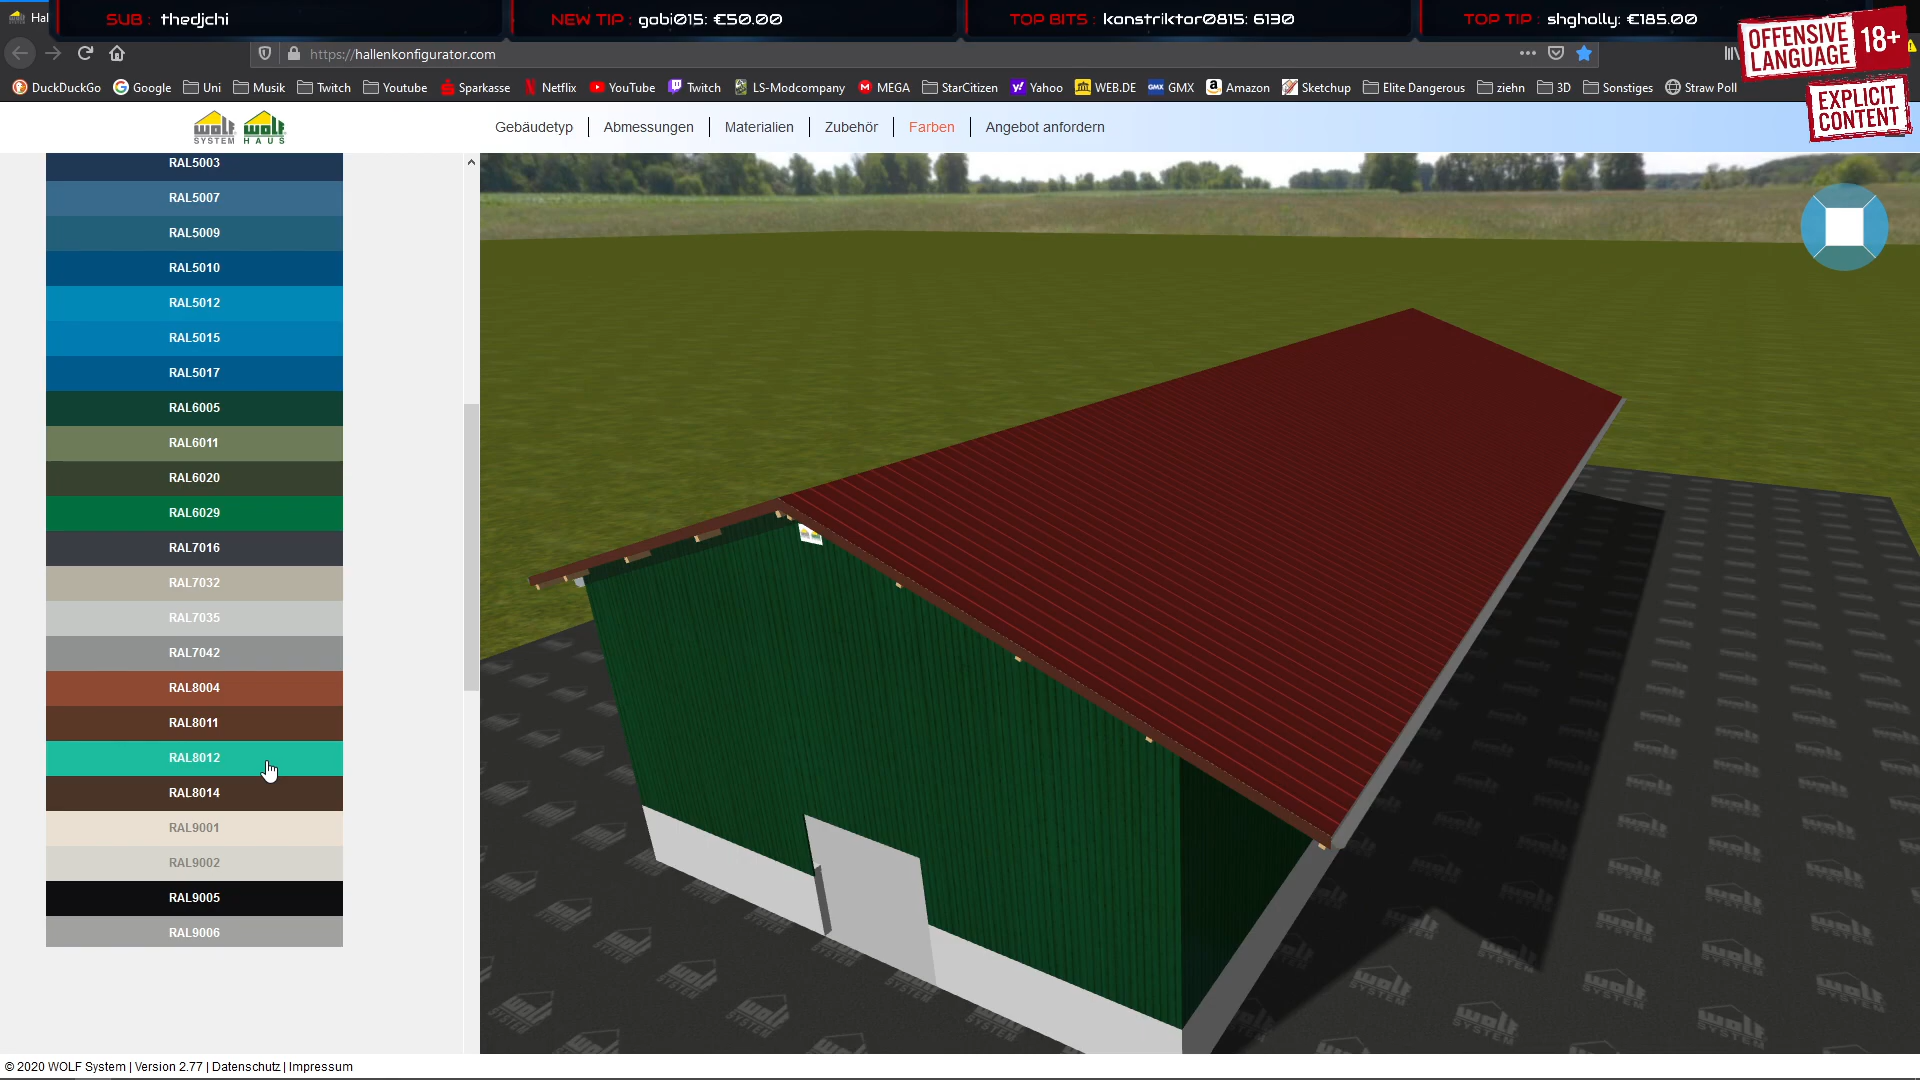 SUB : thedjchi
NEW TIP : gabi015: €50.00
TOP BITS : konstriktor0815: 6130
TOP TIP : shgholly: €185.00
OFFENSIVE LANGUAGE 18+
EXPLICIT CONTENT
Hal
https://hallenkonfigurator.com
DuckDuckGo Google Uni Musik Twitch Youtube Sparkasse Netflix YouTube Twitch LS-Modcompany MEGA StarCitizen Yahoo WEB.DE GMX Amazon Sketchup Elite Dangerous ziehn 3D Sonstiges Straw Poll
wolf SYSTEM wolf HAUS
Gebäudetyp | Abmessungen | Materialien | Zubehör | Farben | Angebot anfordern
RAL5003
RAL5007
RAL5009
RAL5010
RAL5012
RAL5015
RAL5017
RAL6005
RAL6011
RAL6020
RAL6029
RAL7016
RAL7032
RAL7035
RAL7042
RAL8004
RAL8011
RAL8012
RAL8014
RAL9001
RAL9002
RAL9005
RAL9006
© 2020 WOLF System | Version 2.77 | Datenschutz | Impressum